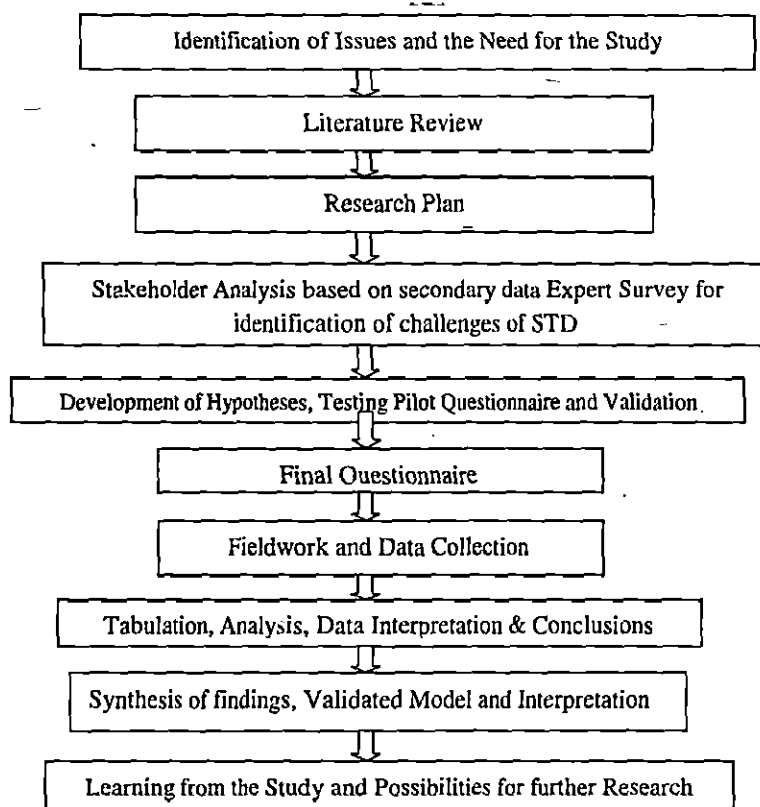 Identification of Issues and the Need for the Study
Literature Review
Research Plan
Stakeholder Analysis based on secondary data Expert Survey for
identification of challenges of STD
Development of Hypotheses, Testing Pilot Questionnaire and Validation.
Final Questionnaire
Fieldwork and Data Collection
Tabulation, Analysis, Data Interpretation & Conclusions
Synthesis of findings, Validated Model and Interpretation
Learning from the Study and Possibilities for further Research